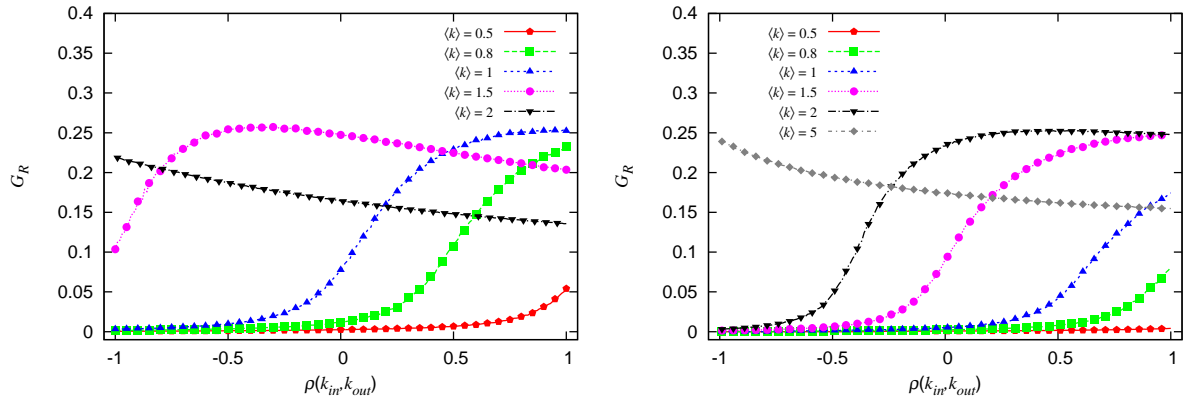 0.4
0.35
0.3
0.25
0.2
0.15
0.1
0.05
0
G_R
-1 -0.5 0 0.5 1
ρ(k_in,k_out)
⟨k⟩ = 0.5
⟨k⟩ = 0.8
⟨k⟩ = 1
⟨k⟩ = 1.5
⟨k⟩ = 2
0.4
0.35
0.3
0.25
0.2
0.15
0.1
0.05
0
G_R
-1 -0.5 0 0.5 1
ρ(k_in,k_out)
⟨k⟩ = 0.5
⟨k⟩ = 0.8
⟨k⟩ = 1
⟨k⟩ = 1.5
⟨k⟩ = 2
⟨k⟩ = 5